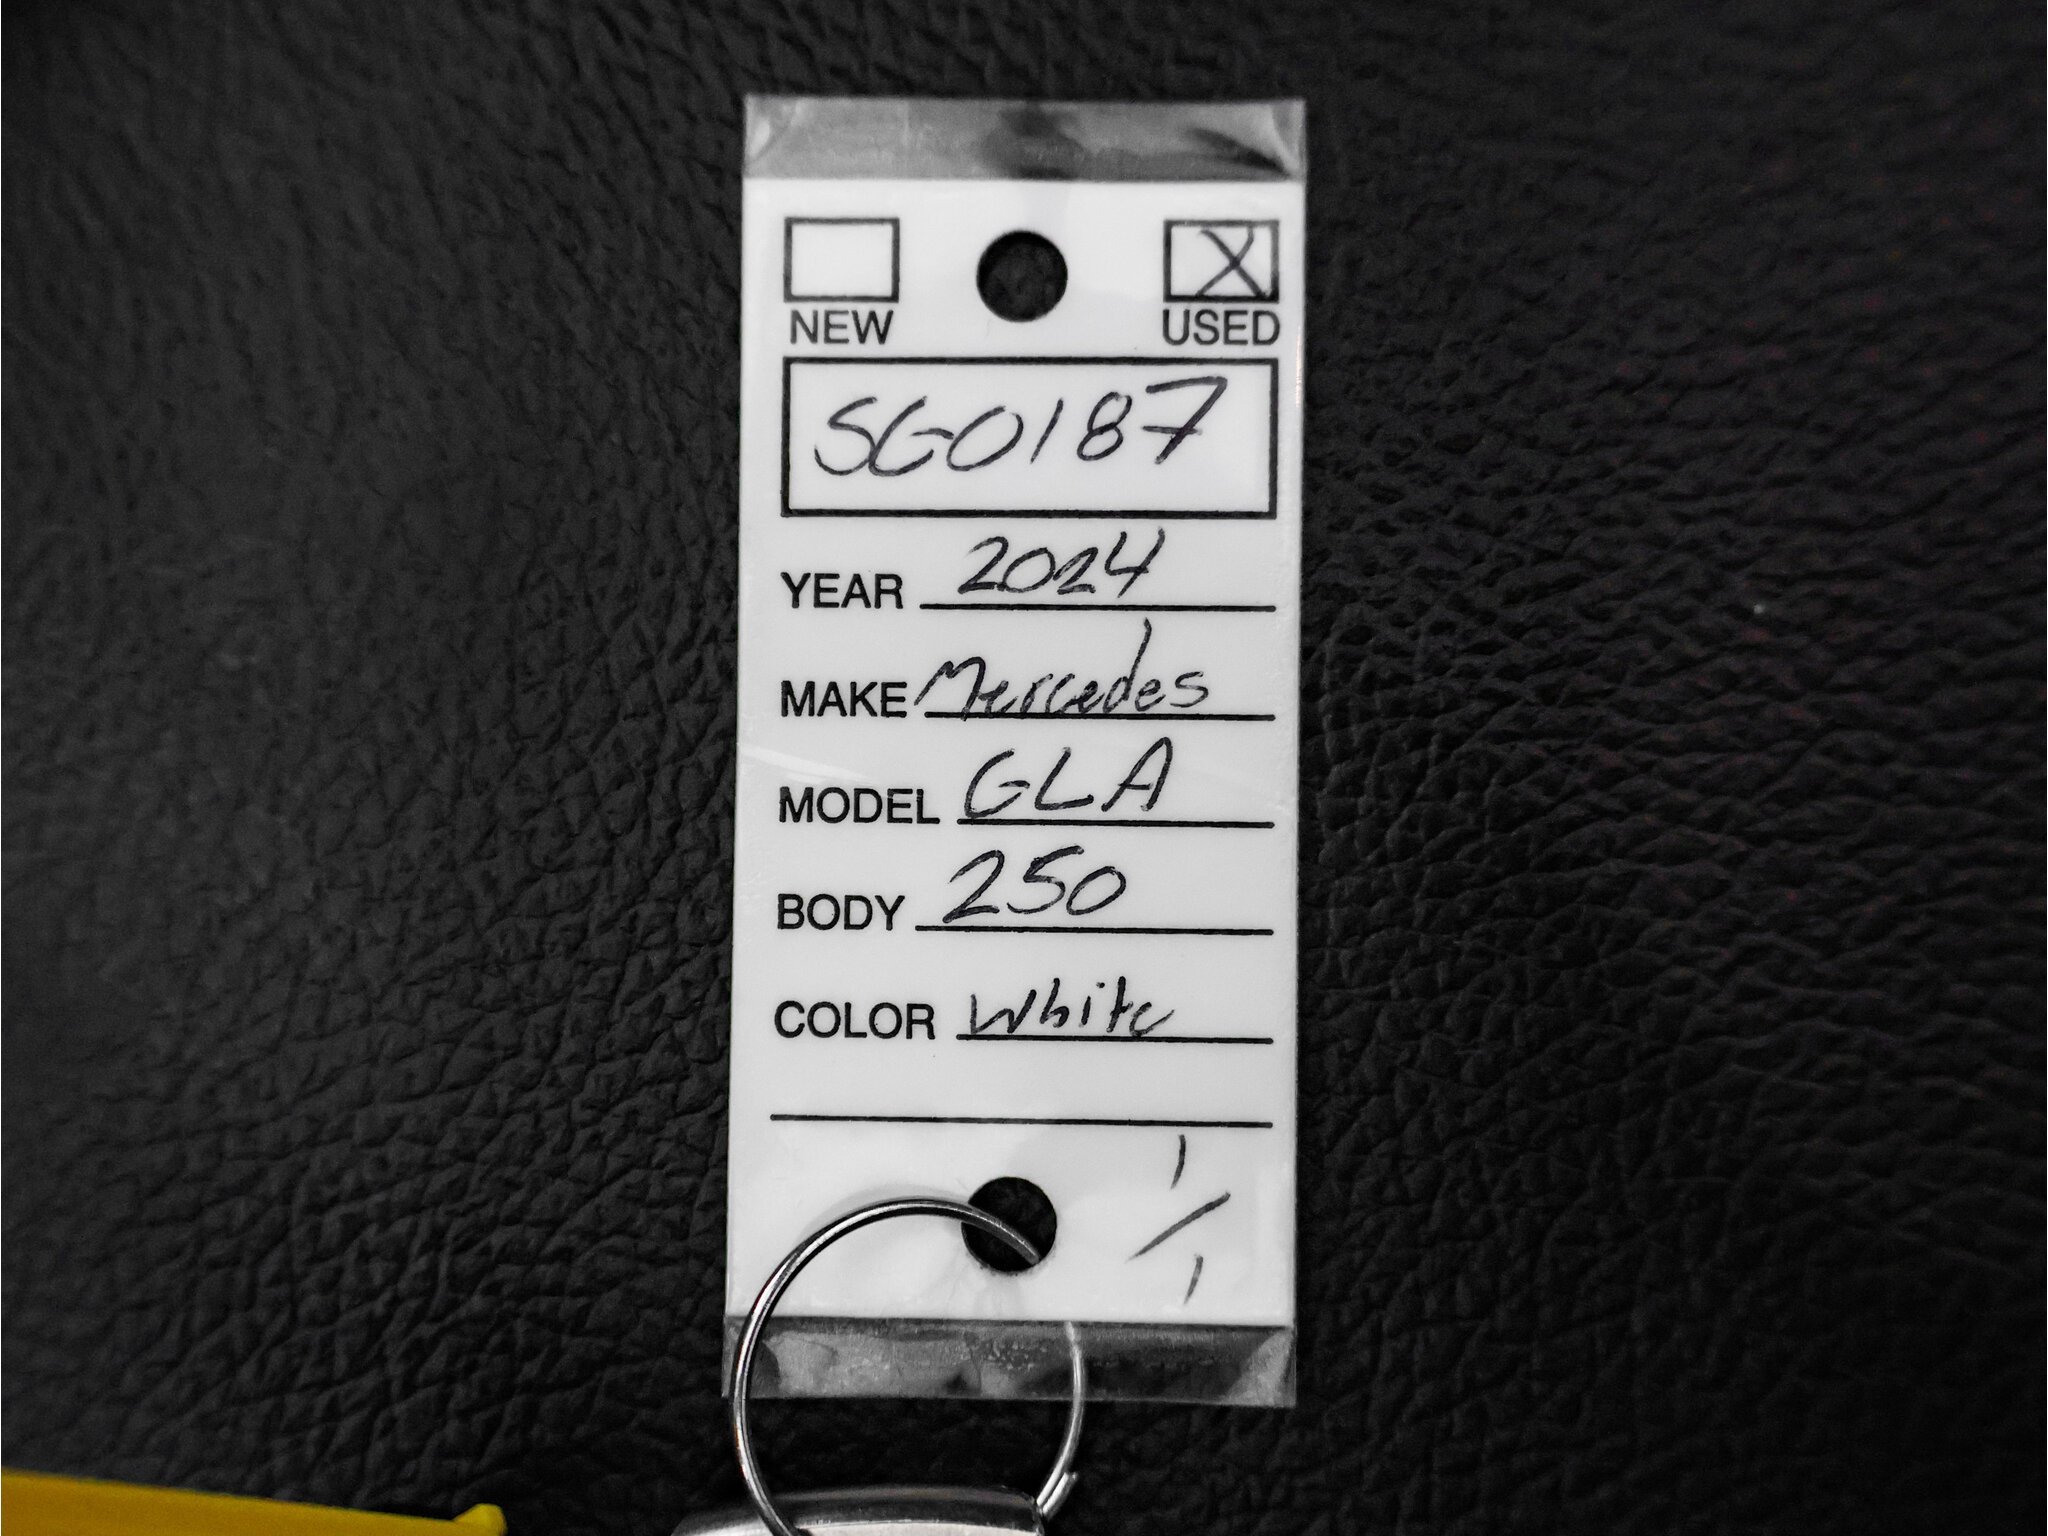 X
NEW USED
SG0187
YEAR 2024
MAKE Mercedes
MODEL GLA
BODY 250
COLOR White
1/1